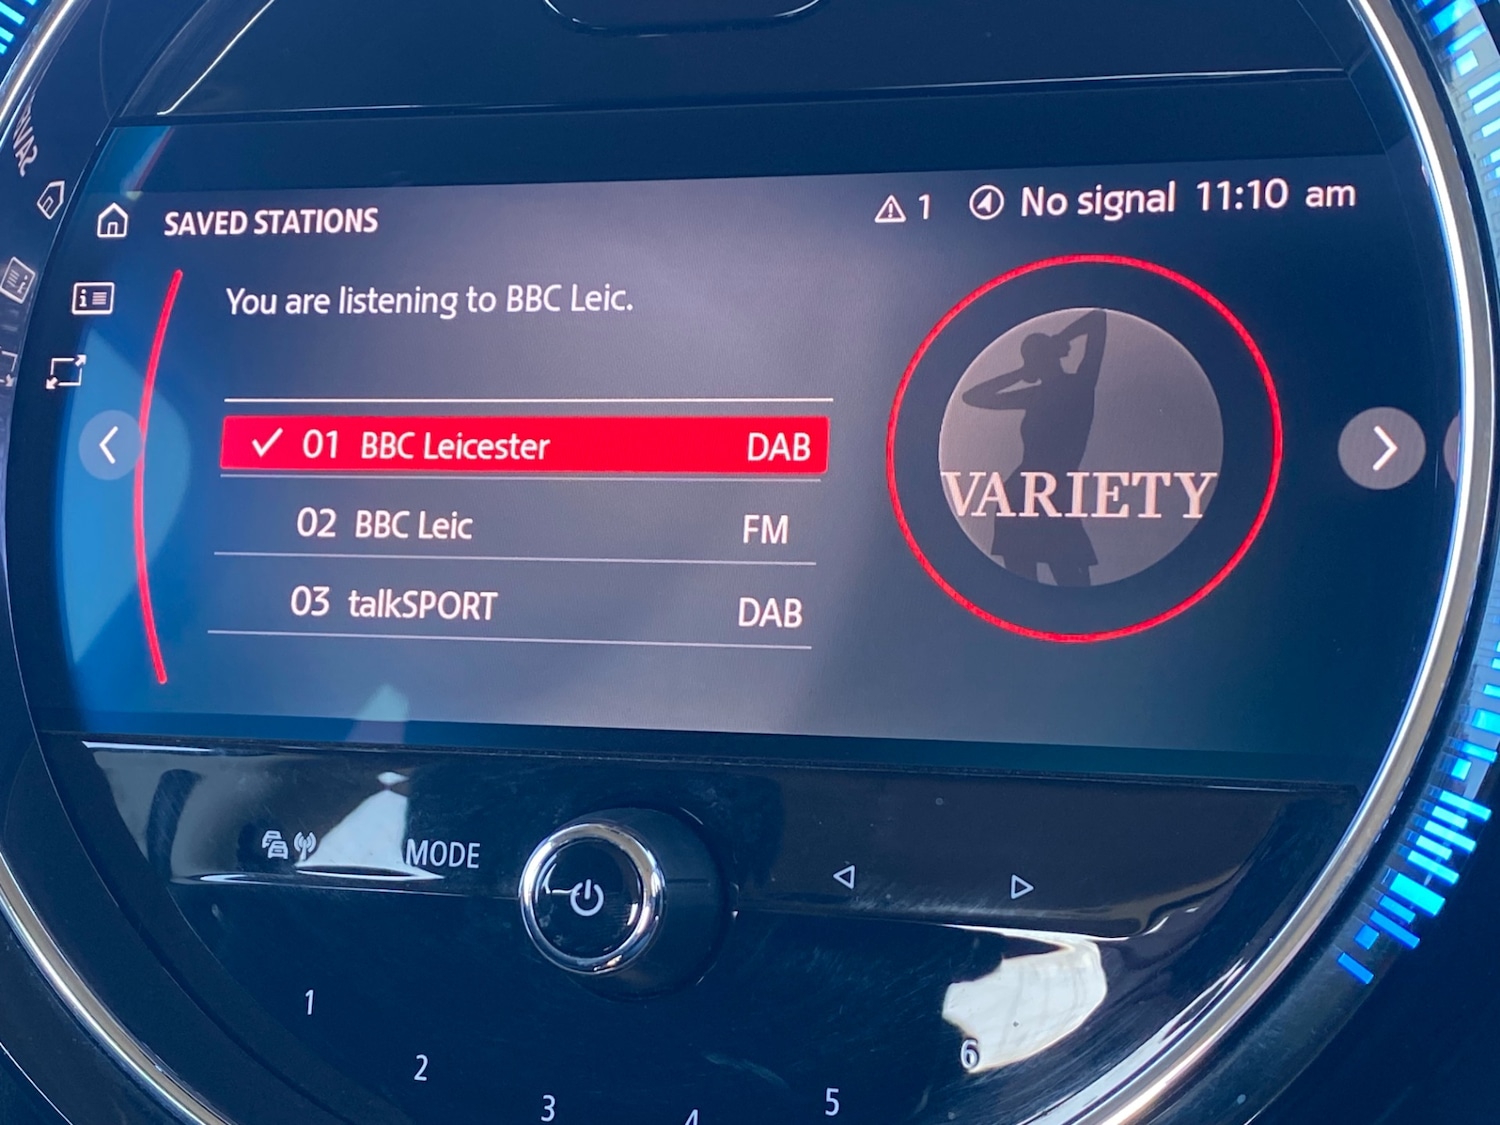 SAVED STATIONS
1 No signal 11:10 am
You are listening to BBC Leic.
01 BBC Leicester DAB
02 BBC Leic FM
03 talkSPORT DAB
VARIETY
MODE
1
2
3
4
5
6